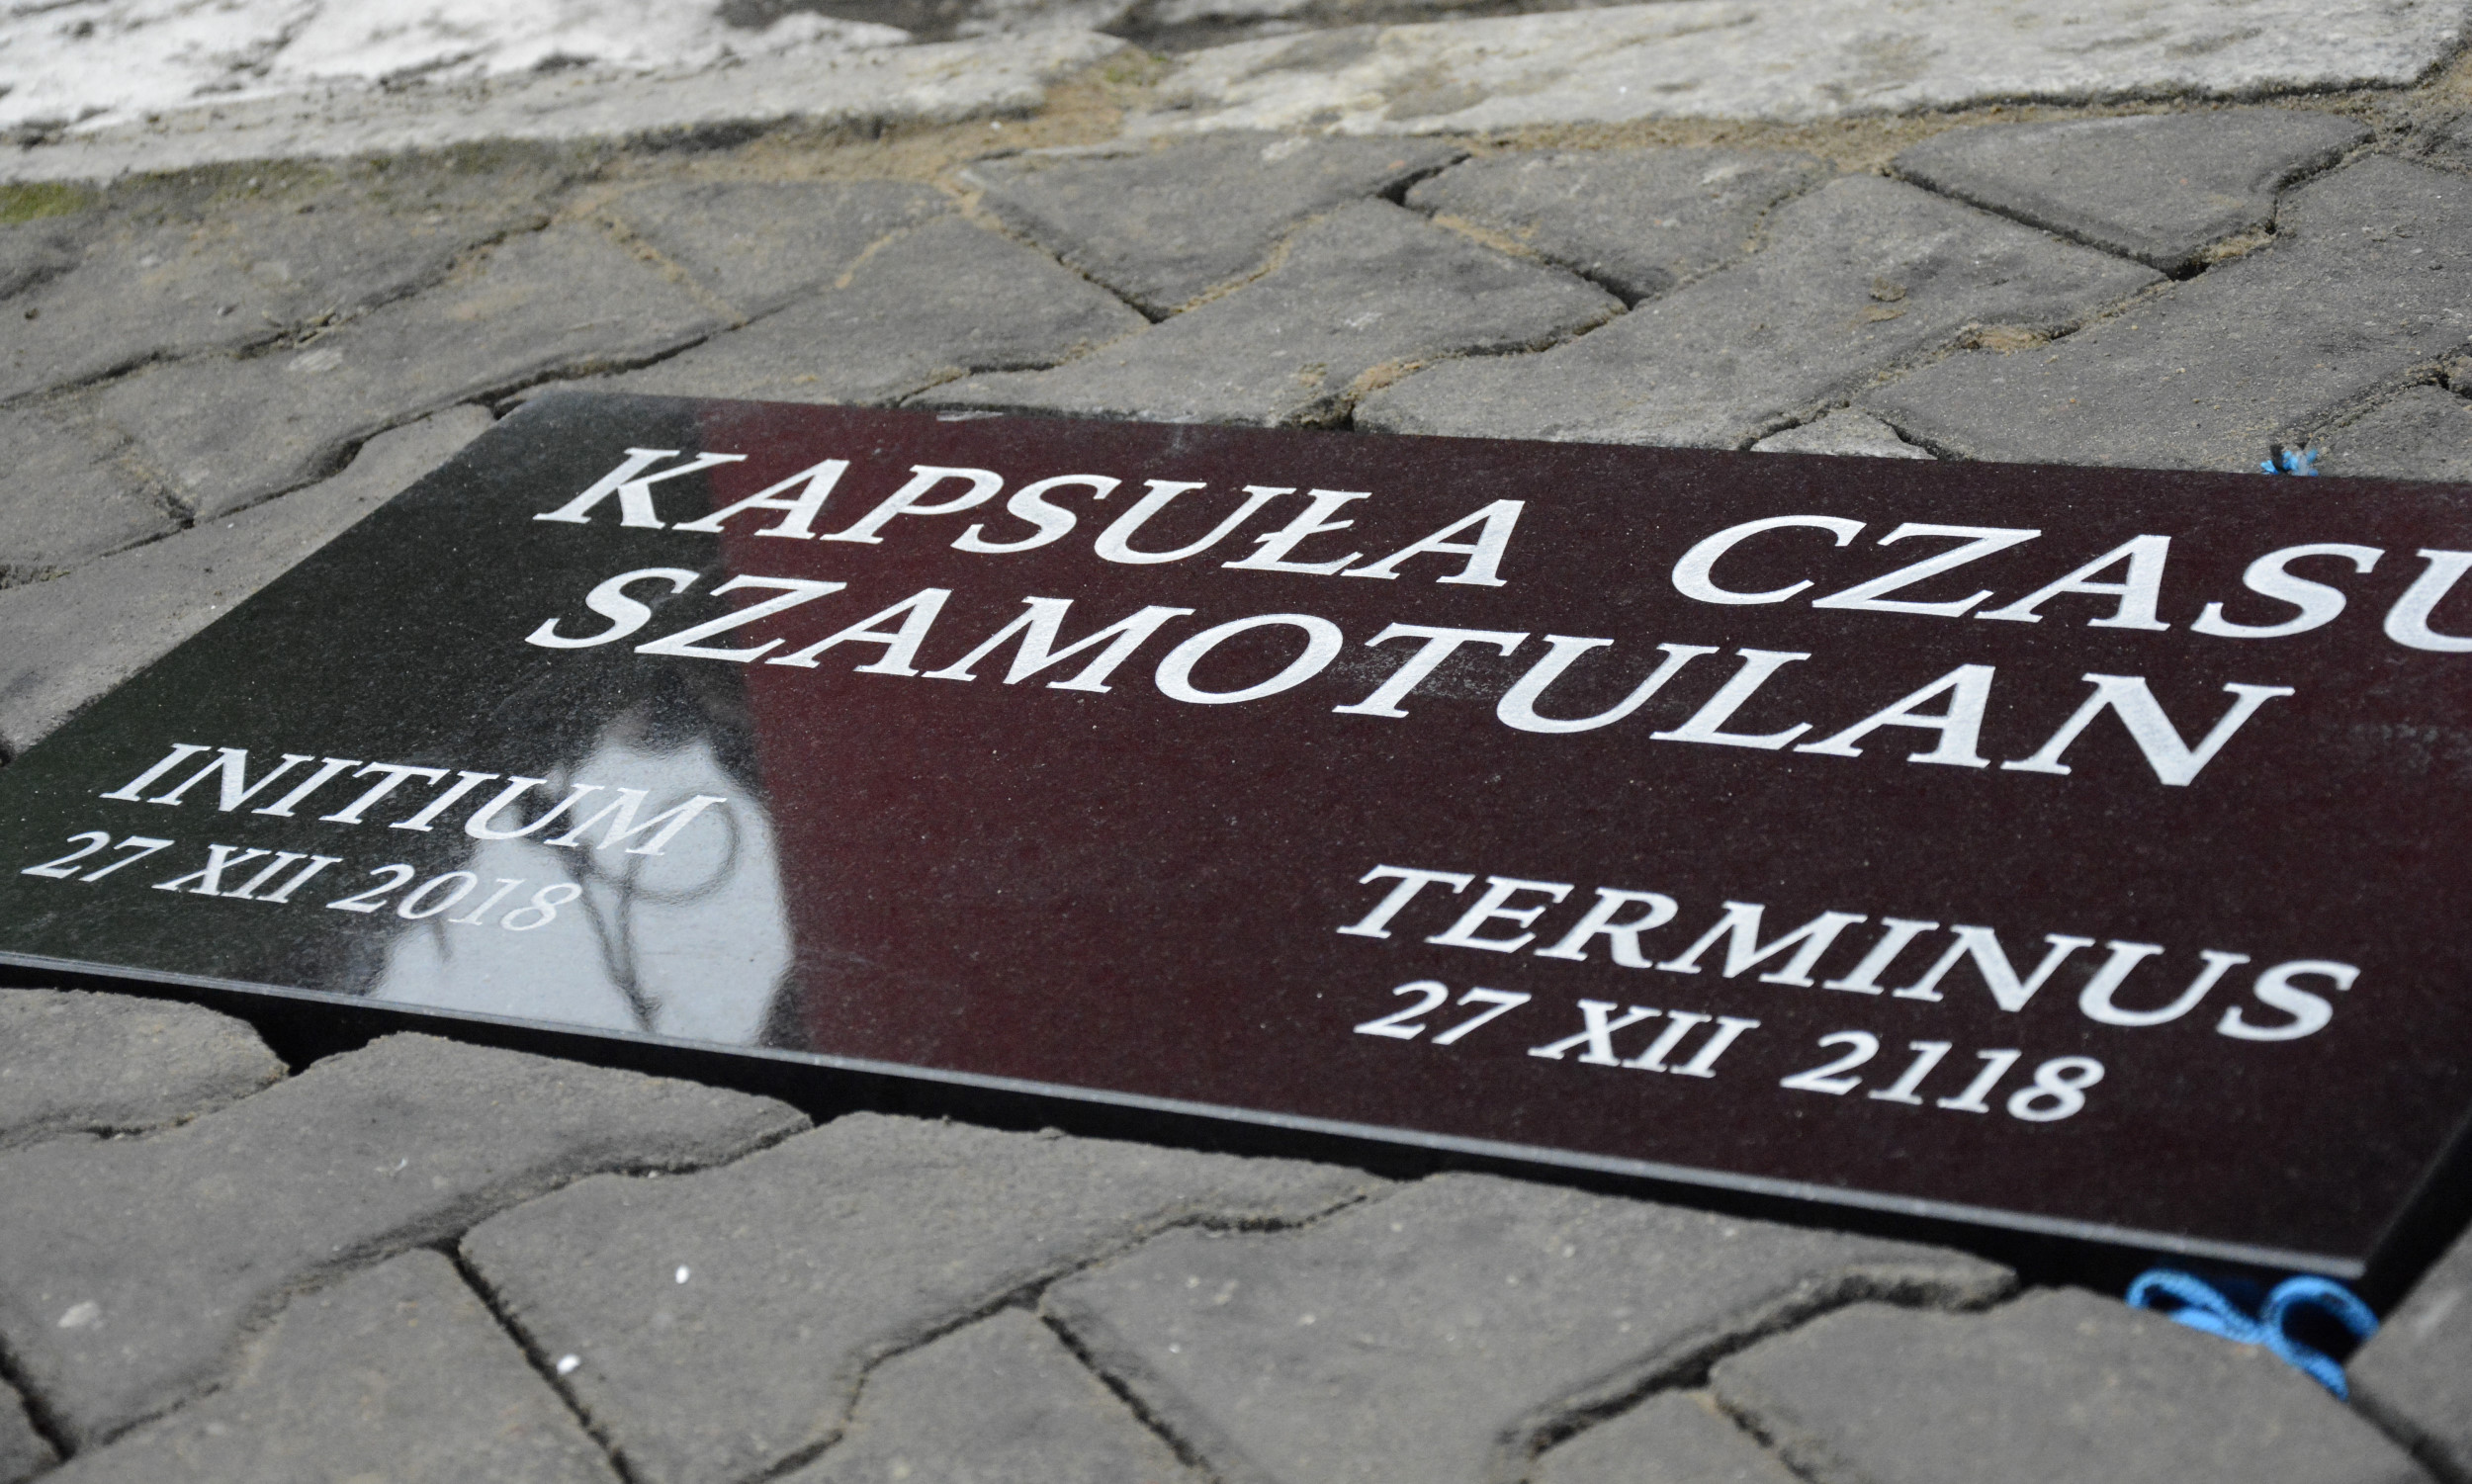 KAPSUŁA CZASU
SZAMOTULAN
INITIUM
27 XII 2018
TERMINUS
27 XII 2118